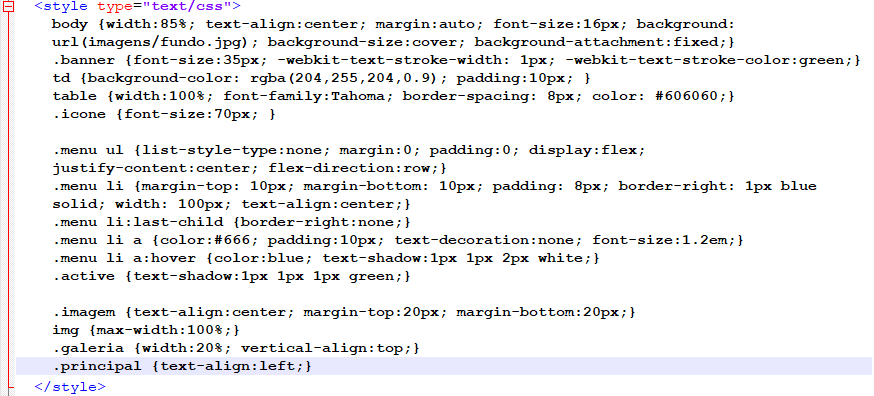 <style type="text/css">
body {width:85%; text-align:center; margin:auto; font-size:16px; background:
url(imagens/fundo.jpg); background-size:cover; background-attachment:fixed;}
.banner {font-size:35px; -webkit-text-stroke-width: 1px; -webkit-text-stroke-color:green;}
td {background-color: rgba(204,255,204,0.9); padding:10px; }
table {width:100%; font-family:Tahoma; border-spacing: 8px; color: #606060;}
.icone {font-size:70px; }
.menu ul {list-style-type:none; margin:0; padding:0; display:flex;
justify-content:center; flex-direction:row;}
.menu li {margin-top: 10px; margin-bottom: 10px; padding: 8px; border-right: 1px blue
solid; width: 100px; text-align:center;}
.menu li:last-child {border-right:none;}
.menu li a {color:#666; padding:10px; text-decoration:none; font-size:1.2em;}
.menu li a:hover {color:blue; text-shadow:1px 1px 2px white;}
.active {text-shadow:1px 1px 1px green;}
.imagem {text-align:center; margin-top:20px; margin-bottom:20px;}
img {max-width:100%;}
.galeria {width:20%; vertical-align:top;}
.principal {text-align:left;}
</style>